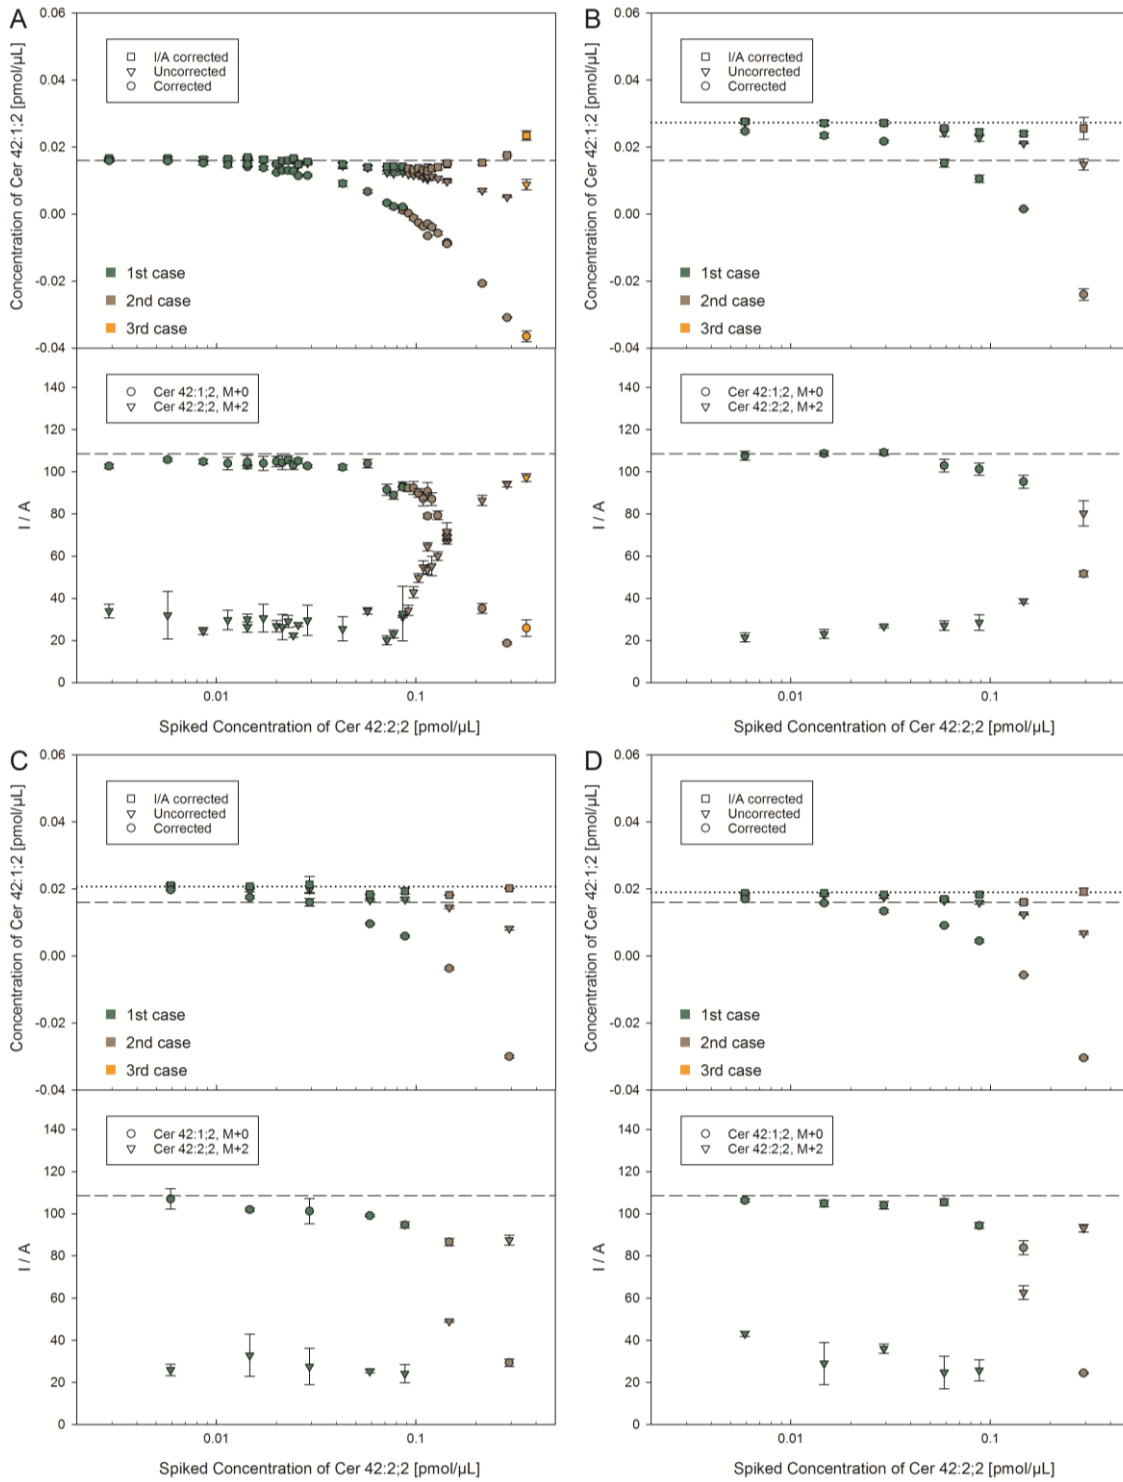 A
0.06
0.04
0.02
0.00
-0.02
-0.04
Concentration of Cer 42:1;2 [pmol/µL]
I/A corrected
Uncorrected
Corrected
1st case
2nd case
3rd case
140
120
100
80
60
40
20
0
I / A
Cer 42:1;2, M+0
Cer 42:2;2, M+2
0.01
0.1
Spiked Concentration of Cer 42:2;2 [pmol/µL]
B
0.06
0.04
0.02
0.00
-0.02
-0.04
Concentration of Cer 42:1;2 [pmol/µL]
I/A corrected
Uncorrected
Corrected
1st case
2nd case
3rd case
140
120
100
80
60
40
20
0
I / A
Cer 42:1;2, M+0
Cer 42:2;2, M+2
0.01
0.1
Spiked Concentration of Cer 42:2;2 [pmol/µL]
C
0.06
0.04
0.02
0.00
-0.02
-0.04
Concentration of Cer 42:1;2 [pmol/µL]
I/A corrected
Uncorrected
Corrected
1st case
2nd case
3rd case
140
120
100
80
60
40
20
0
I / A
Cer 42:1;2, M+0
Cer 42:2;2, M+2
0.01
0.1
Spiked Concentration of Cer 42:2;2 [pmol/µL]
D
0.06
0.04
0.02
0.00
-0.02
-0.04
Concentration of Cer 42:1;2 [pmol/µL]
I/A corrected
Uncorrected
Corrected
1st case
2nd case
3rd case
140
120
100
80
60
40
20
0
I / A
Cer 42:1;2, M+0
Cer 42:2;2, M+2
0.01
0.1
Spiked Concentration of Cer 42:2;2 [pmol/µL]